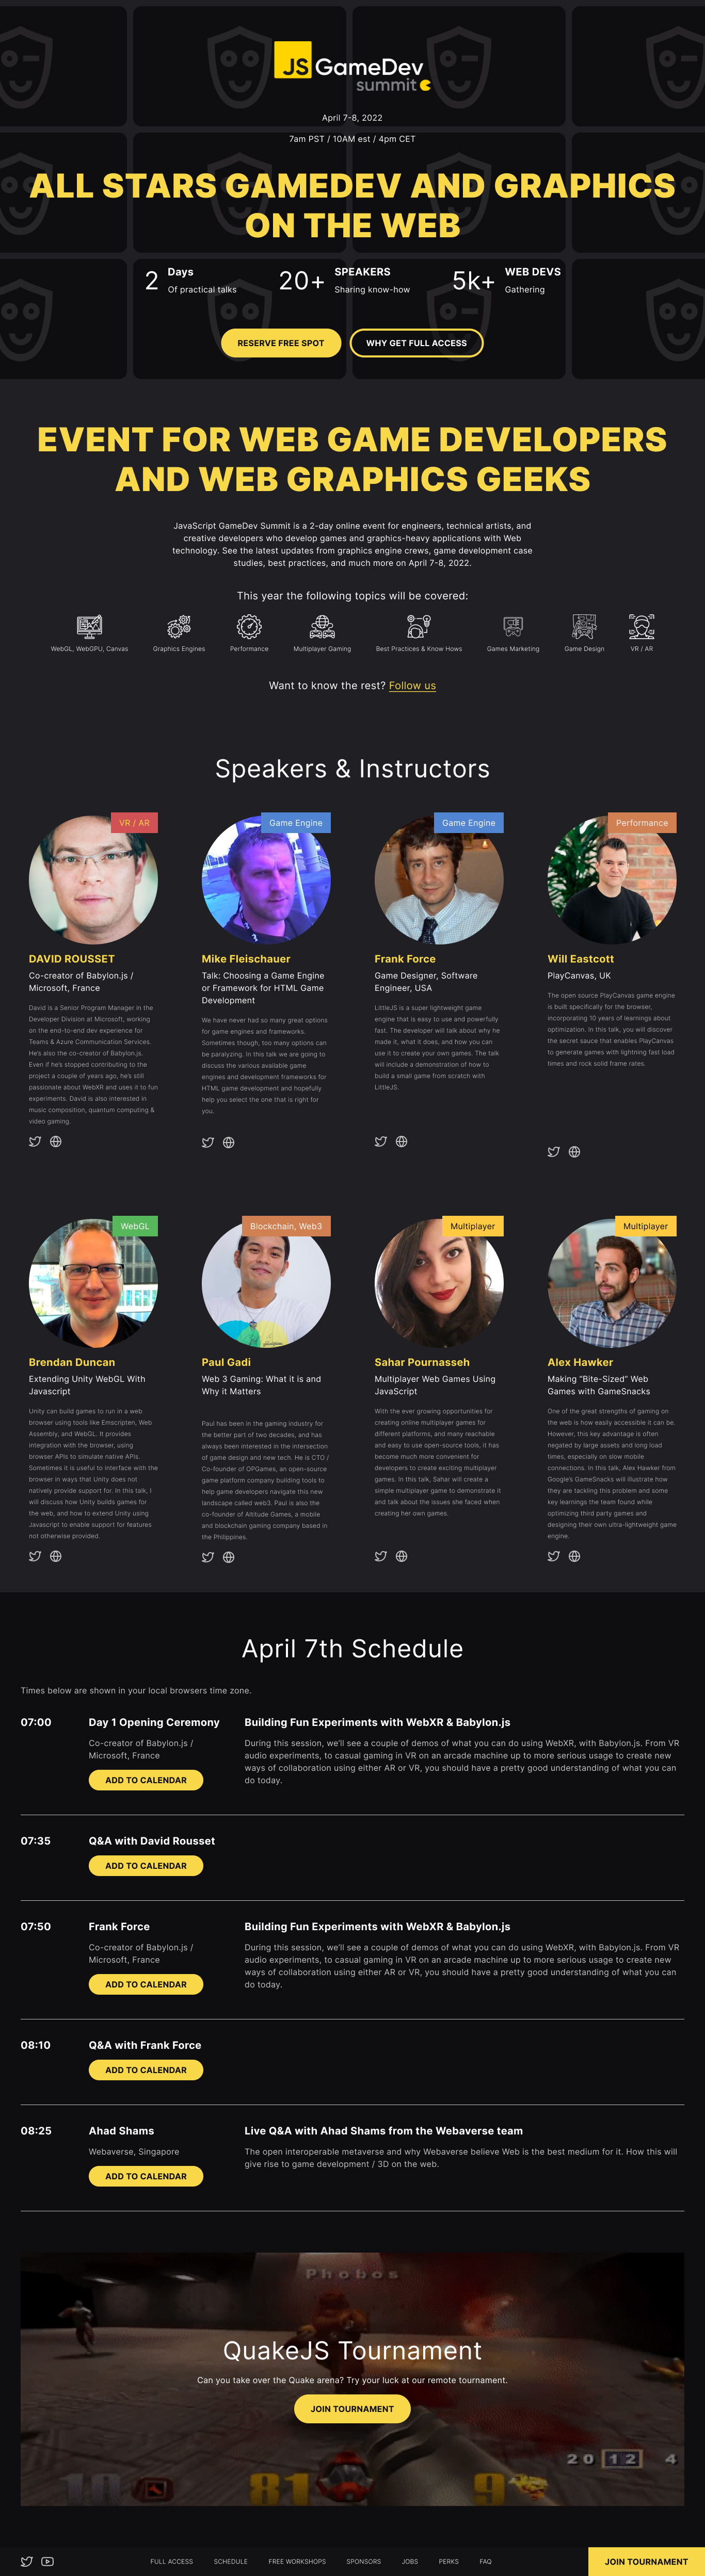 JS GameDev
summit
April 7-8, 2022
7am PST / 10AM est / 4pm CET
ALL STARS GAMEDEV AND GRAPHICS
ON THE WEB
2 Days
Of practical talks
20+ SPEAKERS
Sharing know-how
5k+ WEB DEVS
Gathering
RESERVE FREE SPOT
WHY GET FULL ACCESS
EVENT FOR WEB GAME DEVELOPERS
AND WEB GRAPHICS GEEKS
JavaScript GameDev Summit is a 2-day online event for engineers, technical artists, and
creative developers who develop games and graphics-heavy applications with Web
technology. See the latest updates from graphics engine crews, game development case
studies, best practices, and much more on April 7-8, 2022.
This year the following topics will be covered:
WebGL, WebGPU, Canvas
Graphics Engines
Performance
Multiplayer Gaming
Best Practices & Know Hows
Games Marketing
Game Design
VR / AR
Want to know the rest? Follow us
Speakers & Instructors
VR / AR
DAVID ROUSSET
Co-creator of Babylon.js /
Microsoft, France
David is a Senior Program Manager in the
Developer Division at Microsoft, working
on the end-to-end dev experience for
Teams & Azure Communication Services.
He's also the co-creator of Babylon.js.
Even if he's stopped contributing to the
project a couple of years ago, he's still
passionate about WebXR and uses it to fun
experiments. David is also interested in
music composition, quantum computing &
video gaming.
Game Engine
Mike Fleischauer
Talk: Choosing a Game Engine
or Framework for HTML Game
Development
We have never had so many great options
for game engines and frameworks.
Sometimes though, too many options can
be paralyzing. In this talk we are going to
discuss the various available game
engines and development frameworks for
HTML game development and hopefully
help you select the one that is right for
you.
Game Engine
Frank Force
Game Designer, Software
Engineer, USA
LittleJS is a super lightweight game
engine that is easy to use and powerfully
fast. The developer will talk about why he
made it, what it does, and how you can
use it to create your own games. The talk
will include a demonstration of how to
build a small game from scratch with
LittleJS.
Performance
Will Eastcott
PlayCanvas, UK
The open source PlayCanvas game engine
is built specifically for the browser,
incorporating 10 years of learnings about
optimization. In this talk, you will discover
the secret sauce that enables PlayCanvas
to generate games with lightning fast load
times and rock solid frame rates.
WebGL
Brendan Duncan
Extending Unity WebGL With
Javascript
Unity can build games to run in a web
browser using tools like Emscripten, Web
Assembly, and WebGL. It provides
integration with the browser, using
browser APIs to simulate native APIs.
Sometimes it is useful to interface with the
browser in ways that Unity does not
natively provide support for. In this talk, I
will discuss how Unity builds games for
the web, and how to extend Unity using
Javascript to enable support for features
not otherwise provided.
Blockchain, Web3
Paul Gadi
Web 3 Gaming: What it is and
Why it Matters
Paul has been in the gaming industry for
the better part of two decades, and has
always been interested in the intersection
of game design and new tech. He is CTO /
Co-founder of OPGames, an open-source
game platform company building tools to
help game developers navigate this new
landscape called web3. Paul is also the
co-founder of Altitude Games, a mobile
and blockchain gaming company based in
the Philippines.
Multiplayer
Sahar Pournasseh
Multiplayer Web Games Using
JavaScript
With the ever growing opportunities for
creating online multiplayer games for
different platforms, and many reachable
and easy to use open-source tools, it has
become much more convenient for
developers to create exciting multiplayer
games. In this talk, Sahar will create a
simple multiplayer game to demonstrate it
and talk about the issues she faced when
creating her own games.
Multiplayer
Alex Hawker
Making "Bite-Sized" Web
Games with GameSnacks
One of the great strengths of gaming on
the web is how easily accessible it can be.
However, this key advantage is often
negated by large assets and long load
times, especially on slow mobile
connections. In this talk, Alex Hawker from
Google's GameSnacks will illustrate how
they are tackling this problem and some
key learnings the team found while
optimizing third party games and
designing their own ultra-lightweight game
engine.
April 7th Schedule
Times below are shown in your local browsers time zone.
07:00
Day 1 Opening Ceremony
Co-creator of Babylon.js /
Microsoft, France
ADD TO CALENDAR
Building Fun Experiments with WebXR & Babylon.js
During this session, we'll see a couple of demos of what you can do using WebXR, with Babylon.js. From VR
audio experiments, to casual gaming in VR on an arcade machine up to more serious usage to create new
ways of collaboration using either AR or VR, you should have a pretty good understanding of what you can
do today.
07:35
Q&A with David Rousset
ADD TO CALENDAR
07:50
Frank Force
Co-creator of Babylon.js /
Microsoft, France
ADD TO CALENDAR
Building Fun Experiments with WebXR & Babylon.js
During this session, we'll see a couple of demos of what you can do using WebXR, with Babylon.js. From VR
audio experiments, to casual gaming in VR on an arcade machine up to more serious usage to create new
ways of collaboration using either AR or VR, you should have a pretty good understanding of what you can
do today.
08:10
Q&A with Frank Force
ADD TO CALENDAR
08:25
Ahad Shams
Webaverse, Singapore
ADD TO CALENDAR
Live Q&A with Ahad Shams from the Webaverse team
The open interoperable metaverse and why Webaverse believe Web is the best medium for it. How this will
give rise to game development / 3D on the web.
Phobos
QuakeJS Tournament
Can you take over the Quake arena? Try your luck at our remote tournament.
JOIN TOURNAMENT
20 12 4
10 81 9
FULL ACCESS
SCHEDULE
FREE WORKSHOPS
SPONSORS
JOBS
PERKS
FAQ
JOIN TOURNAMENT